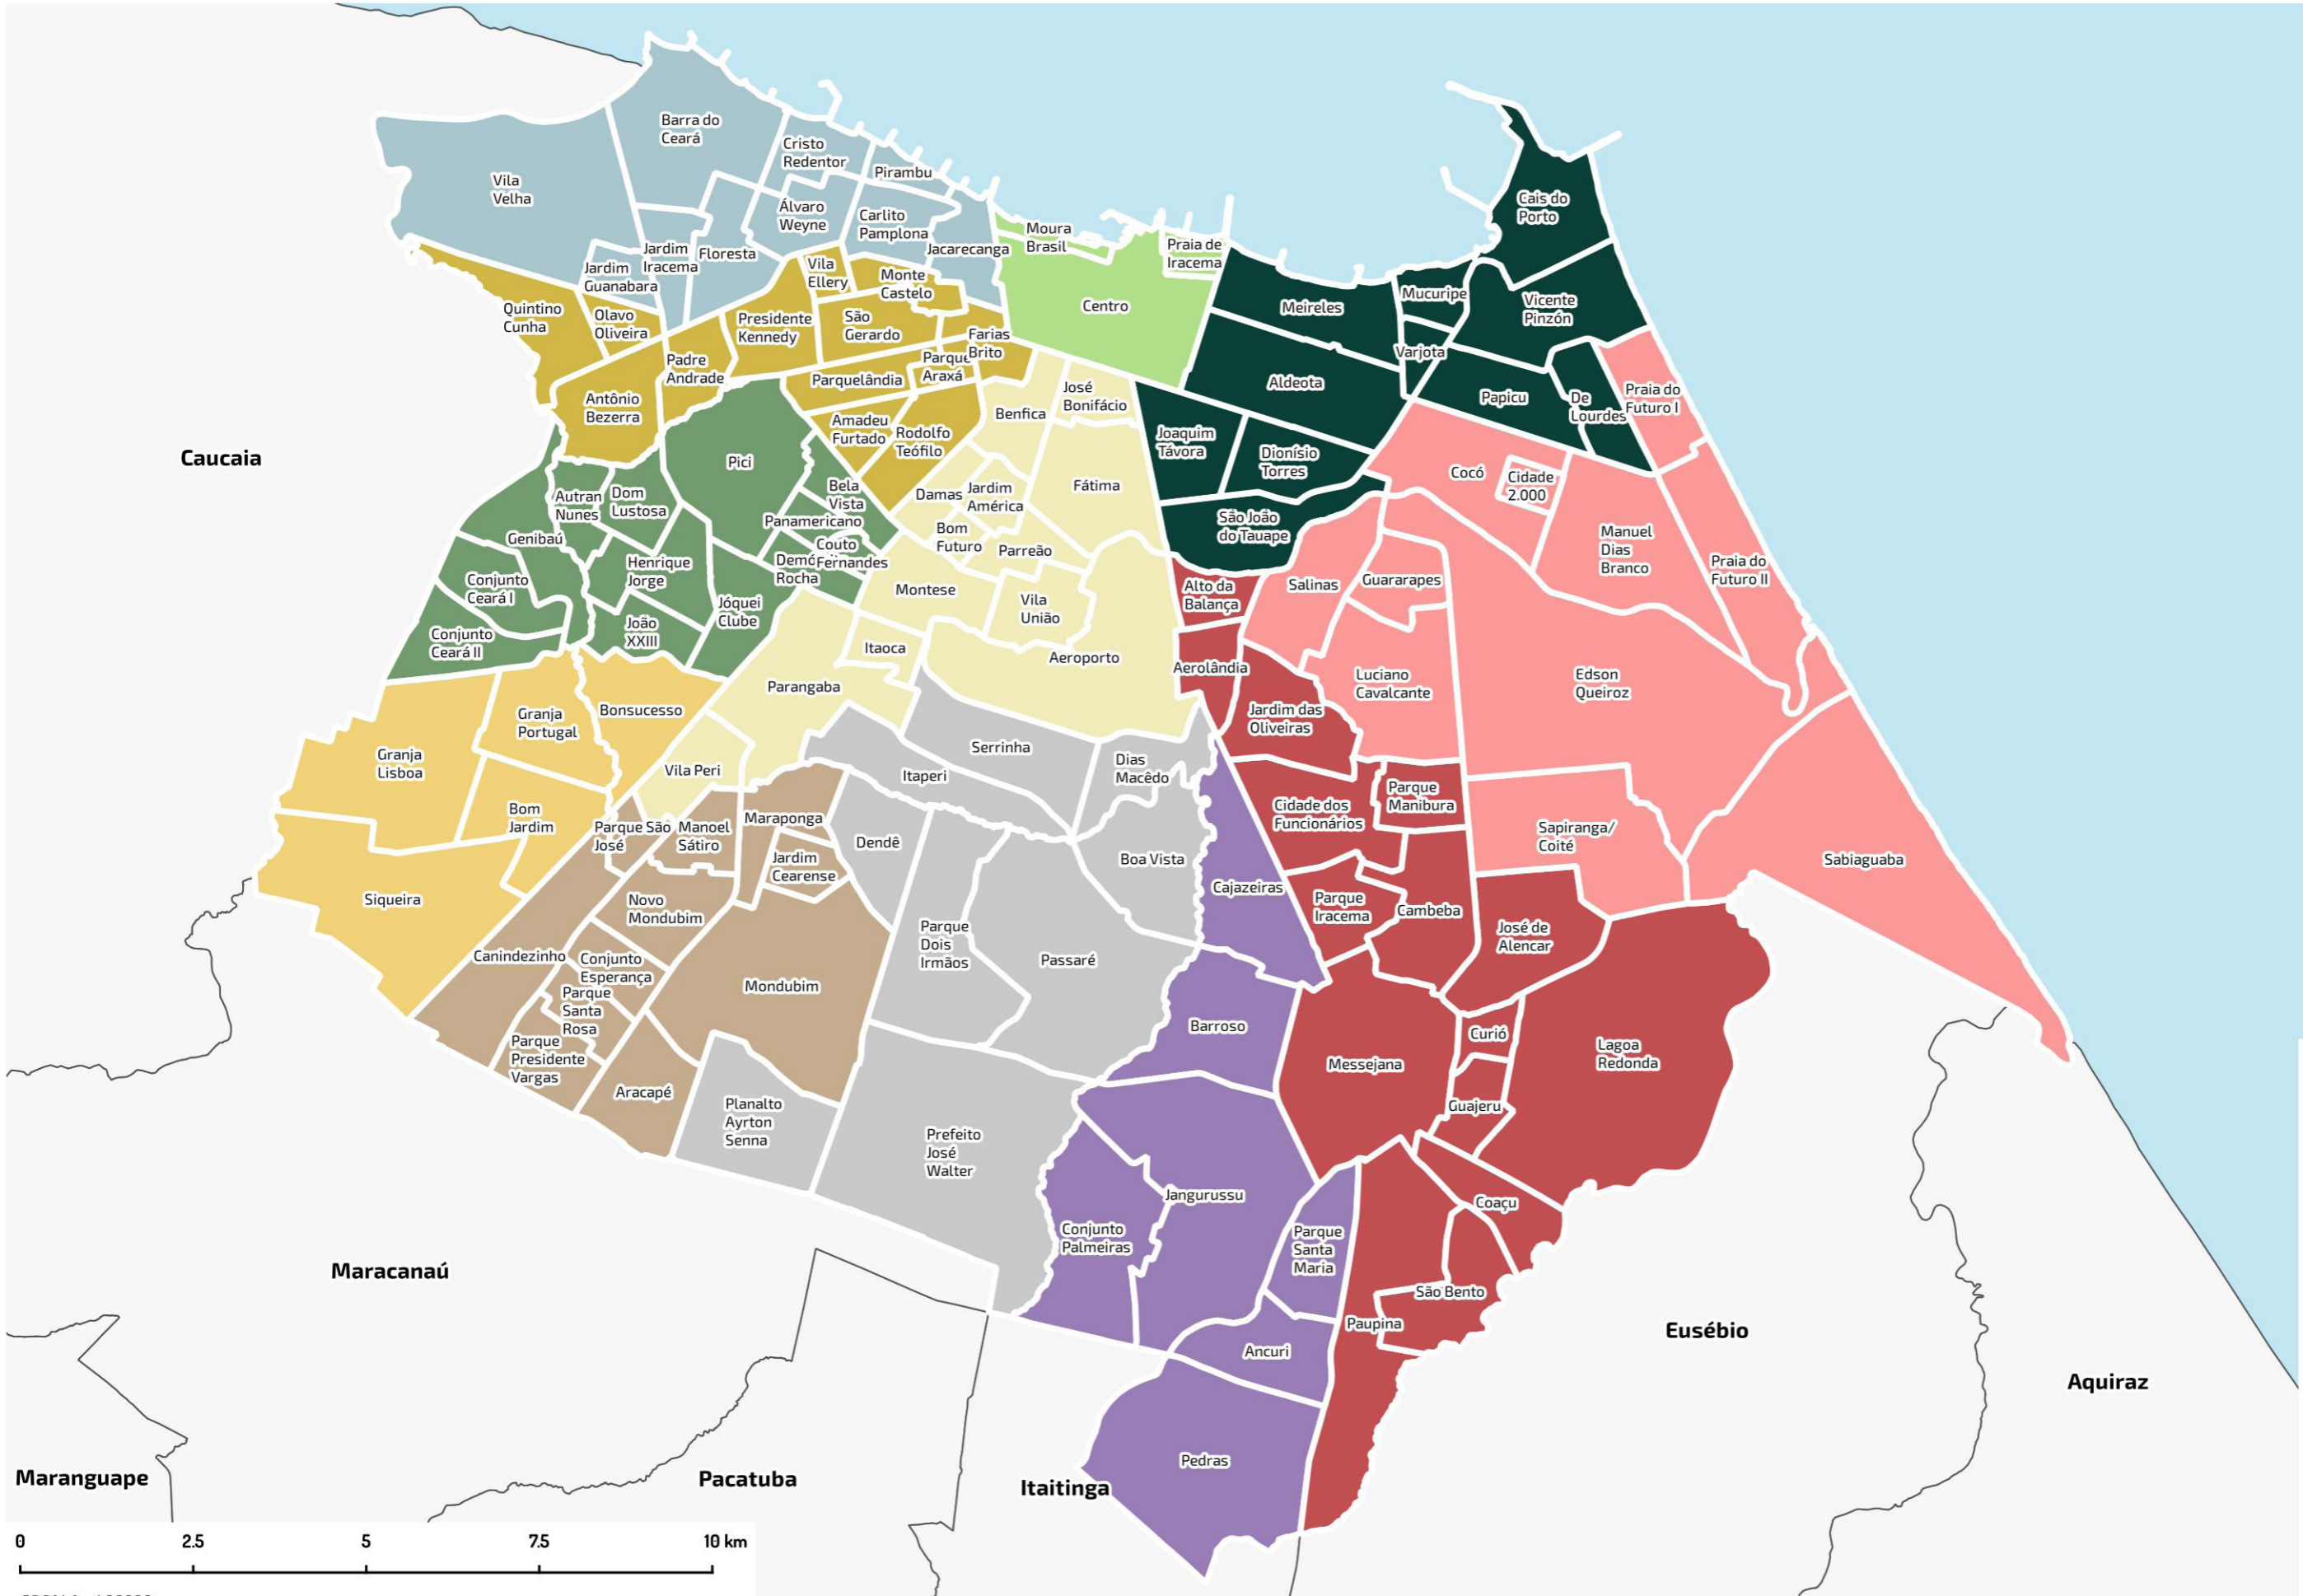 Barra do
Ceará
Cristo
Redentor
Pirambu
Vila
Velha
Álvaro
Weyne
Carlito
Pamplona
Jacarecanga
Jardim
Iracema
Floresta
Jardim
Guanabara
Moura
Brasil
Praia de
Iracema
Centro
Cais do
Porto
Vicente
Pinzón
Mucuripe
Meireles
Varjota
Aldeota
Papicu
De
Lourdes
Praia do
Futuro I
Vila
Ellery
Monte
Castelo
Quintino
Cunha
Olavo
Oliveira
Presidente
Kennedy
São
Gerardo
Farias
Brito
Padre
Andrade
Parquelândia
Parque
Araxá
Antônio
Bezerra
Amadeu
Furtado
Rodolfo
Teófilo
Benfica
José
Bonifácio
Joaquim
Távora
Dionísio
Torres
São João
do Tauape
Caucaia
Pici
Bela
Vista
Autran
Nunes
Dom
Lustosa
Panamericano
Couto
Fernandes
Demó
Rocha
Genibaú
Henrique
Jorge
Conjunto
Ceará I
Conjunto
Ceará II
João
XXIII
Jóquei
Clube
Damas
Jardim
América
Fátima
Bom
Futuro
Parreão
Montese
Vila
União
Itaoca
Aeroporto
Parangaba
Vila Peri
Cocó
Cidade
2.000
Manuel
Dias
Branco
Praia do
Futuro II
Salinas
Guararapes
Luciano
Cavalcante
Edson
Queiroz
Sapiranga/
Coité
Sabiaguaba
Alto da
Balança
Aerolândia
Jardim das
Oliveiras
Cidade dos
Funcionários
Parque
Manibura
Parque
Iracema
Cambeba
José de
Alencar
Messejana
Curió
Guajeru
Lagoa
Redonda
Coaçu
São Bento
Paupina
Granja
Portugal
Bonsucesso
Granja
Lisboa
Bom
Jardim
Siqueira
Serrinha
Itaperi
Dias
Macêdo
Dendê
Boa Vista
Parque
Dois
Irmãos
Passaré
Planalto
Ayrton
Senna
Prefeito
José
Walter
Parque São
José
Manoel
Sátiro
Maraponga
Jardim
Cearense
Novo
Mondubim
Canindezinho
Conjunto
Esperança
Parque
Santa
Rosa
Parque
Presidente
Vargas
Mondubim
Aracapé
Cajazeiras
Barroso
Jangurussu
Conjunto
Palmeiras
Parque
Santa
Maria
Ancuri
Pedras
Maracanaú
Eusébio
Aquiraz
Maranguape
Pacatuba
Itaitinga
0 2.5 5 7.5 10 km